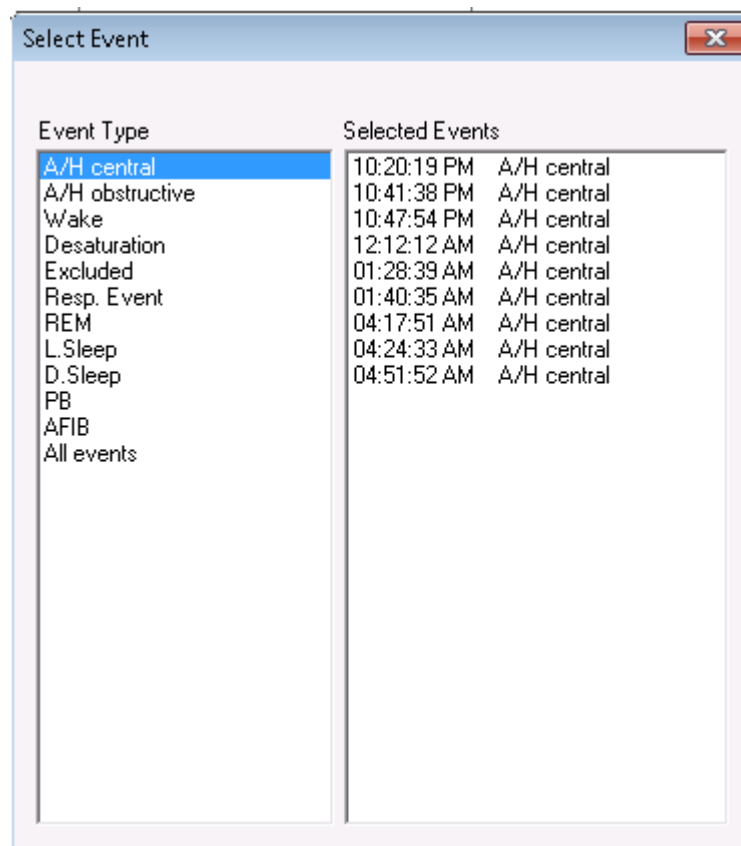 Select Event
Event Type
A/H central
A/H obstructive
Wake
Desaturation
Excluded
Resp. Event
REM
L.Sleep
D.Sleep
PB
AFIB
All events
Selected Events
10:20:19 PM A/H central
10:41:38 PM A/H central
10:47:54 PM A/H central
12:12:12 AM A/H central
01:28:39 AM A/H central
01:40:35 AM A/H central
04:17:51 AM A/H central
04:24:33 AM A/H central
04:51:52 AM A/H central